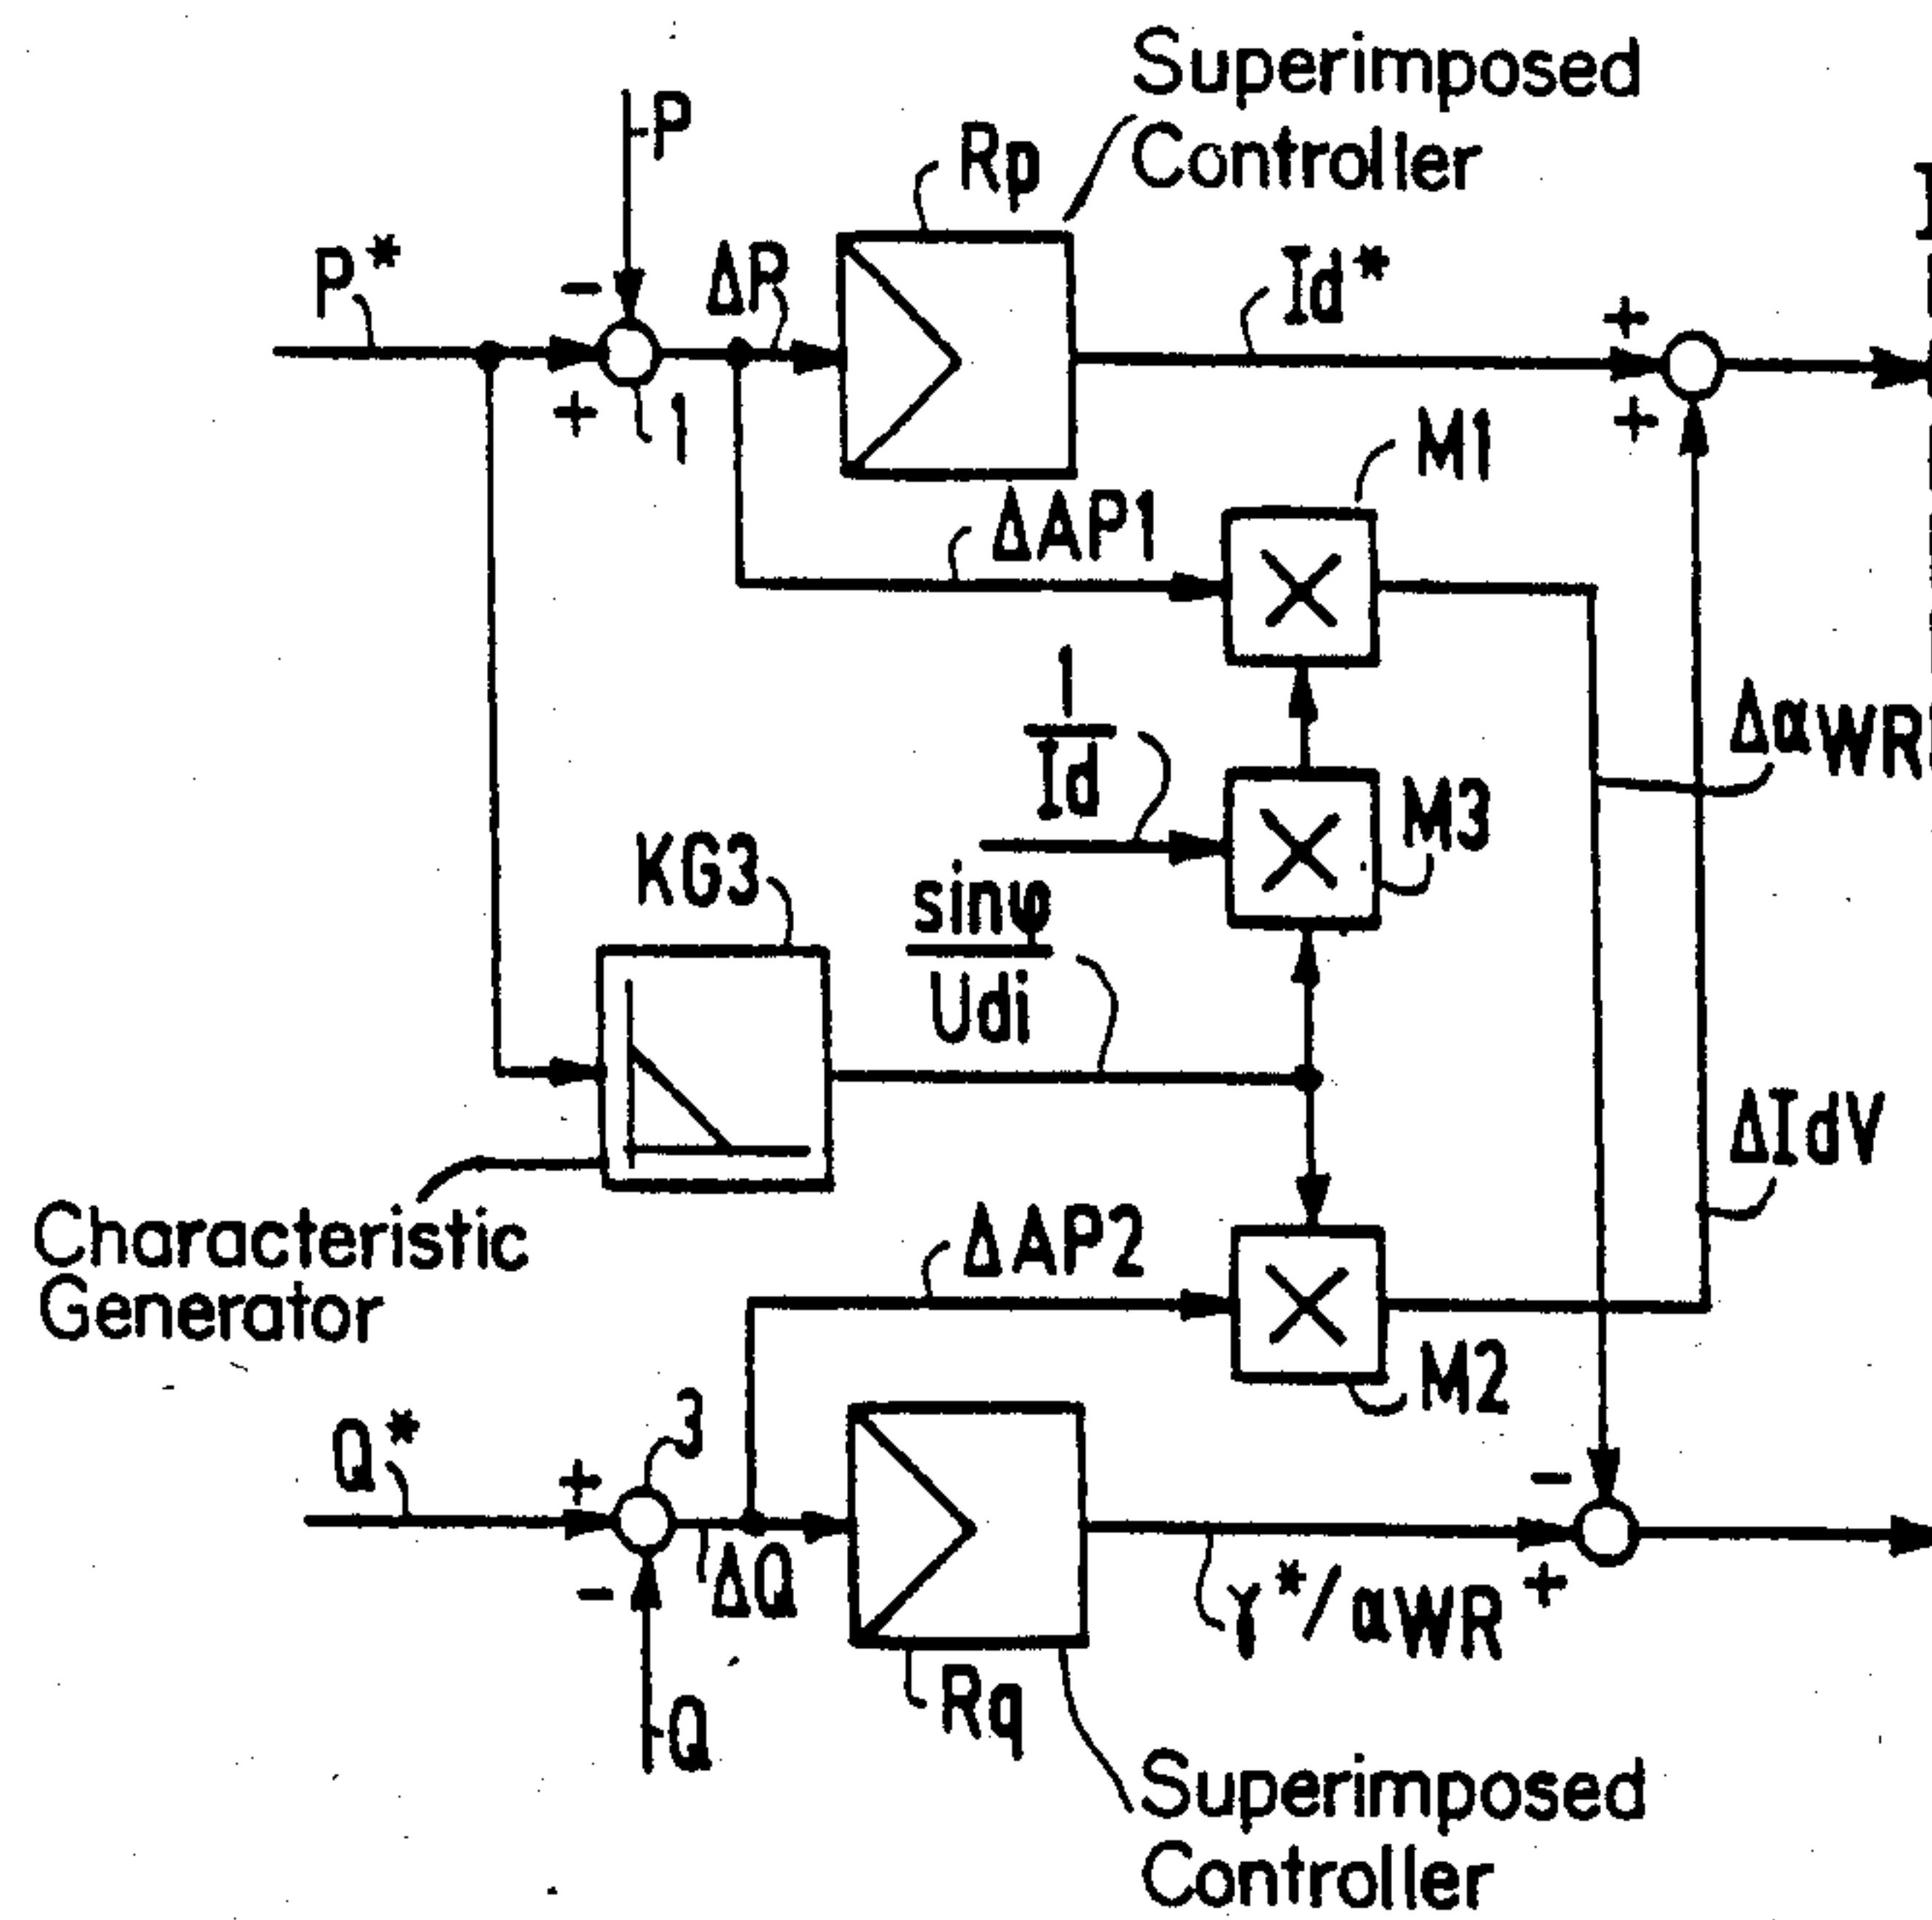 Superimposed
Controller
P
Rp
P*
-
ΔP
Id*
+
+
1
+
M1
ΔAP1
1
Id
ΔαWR
M3
KG3
sinφ
Udi
ΔIdV
Characteristic
Generator
ΔAP2
M2
3
Q*
+
-
-
ΔQ
γ*/αWR
+
Rq
Q
Superimposed
Controller